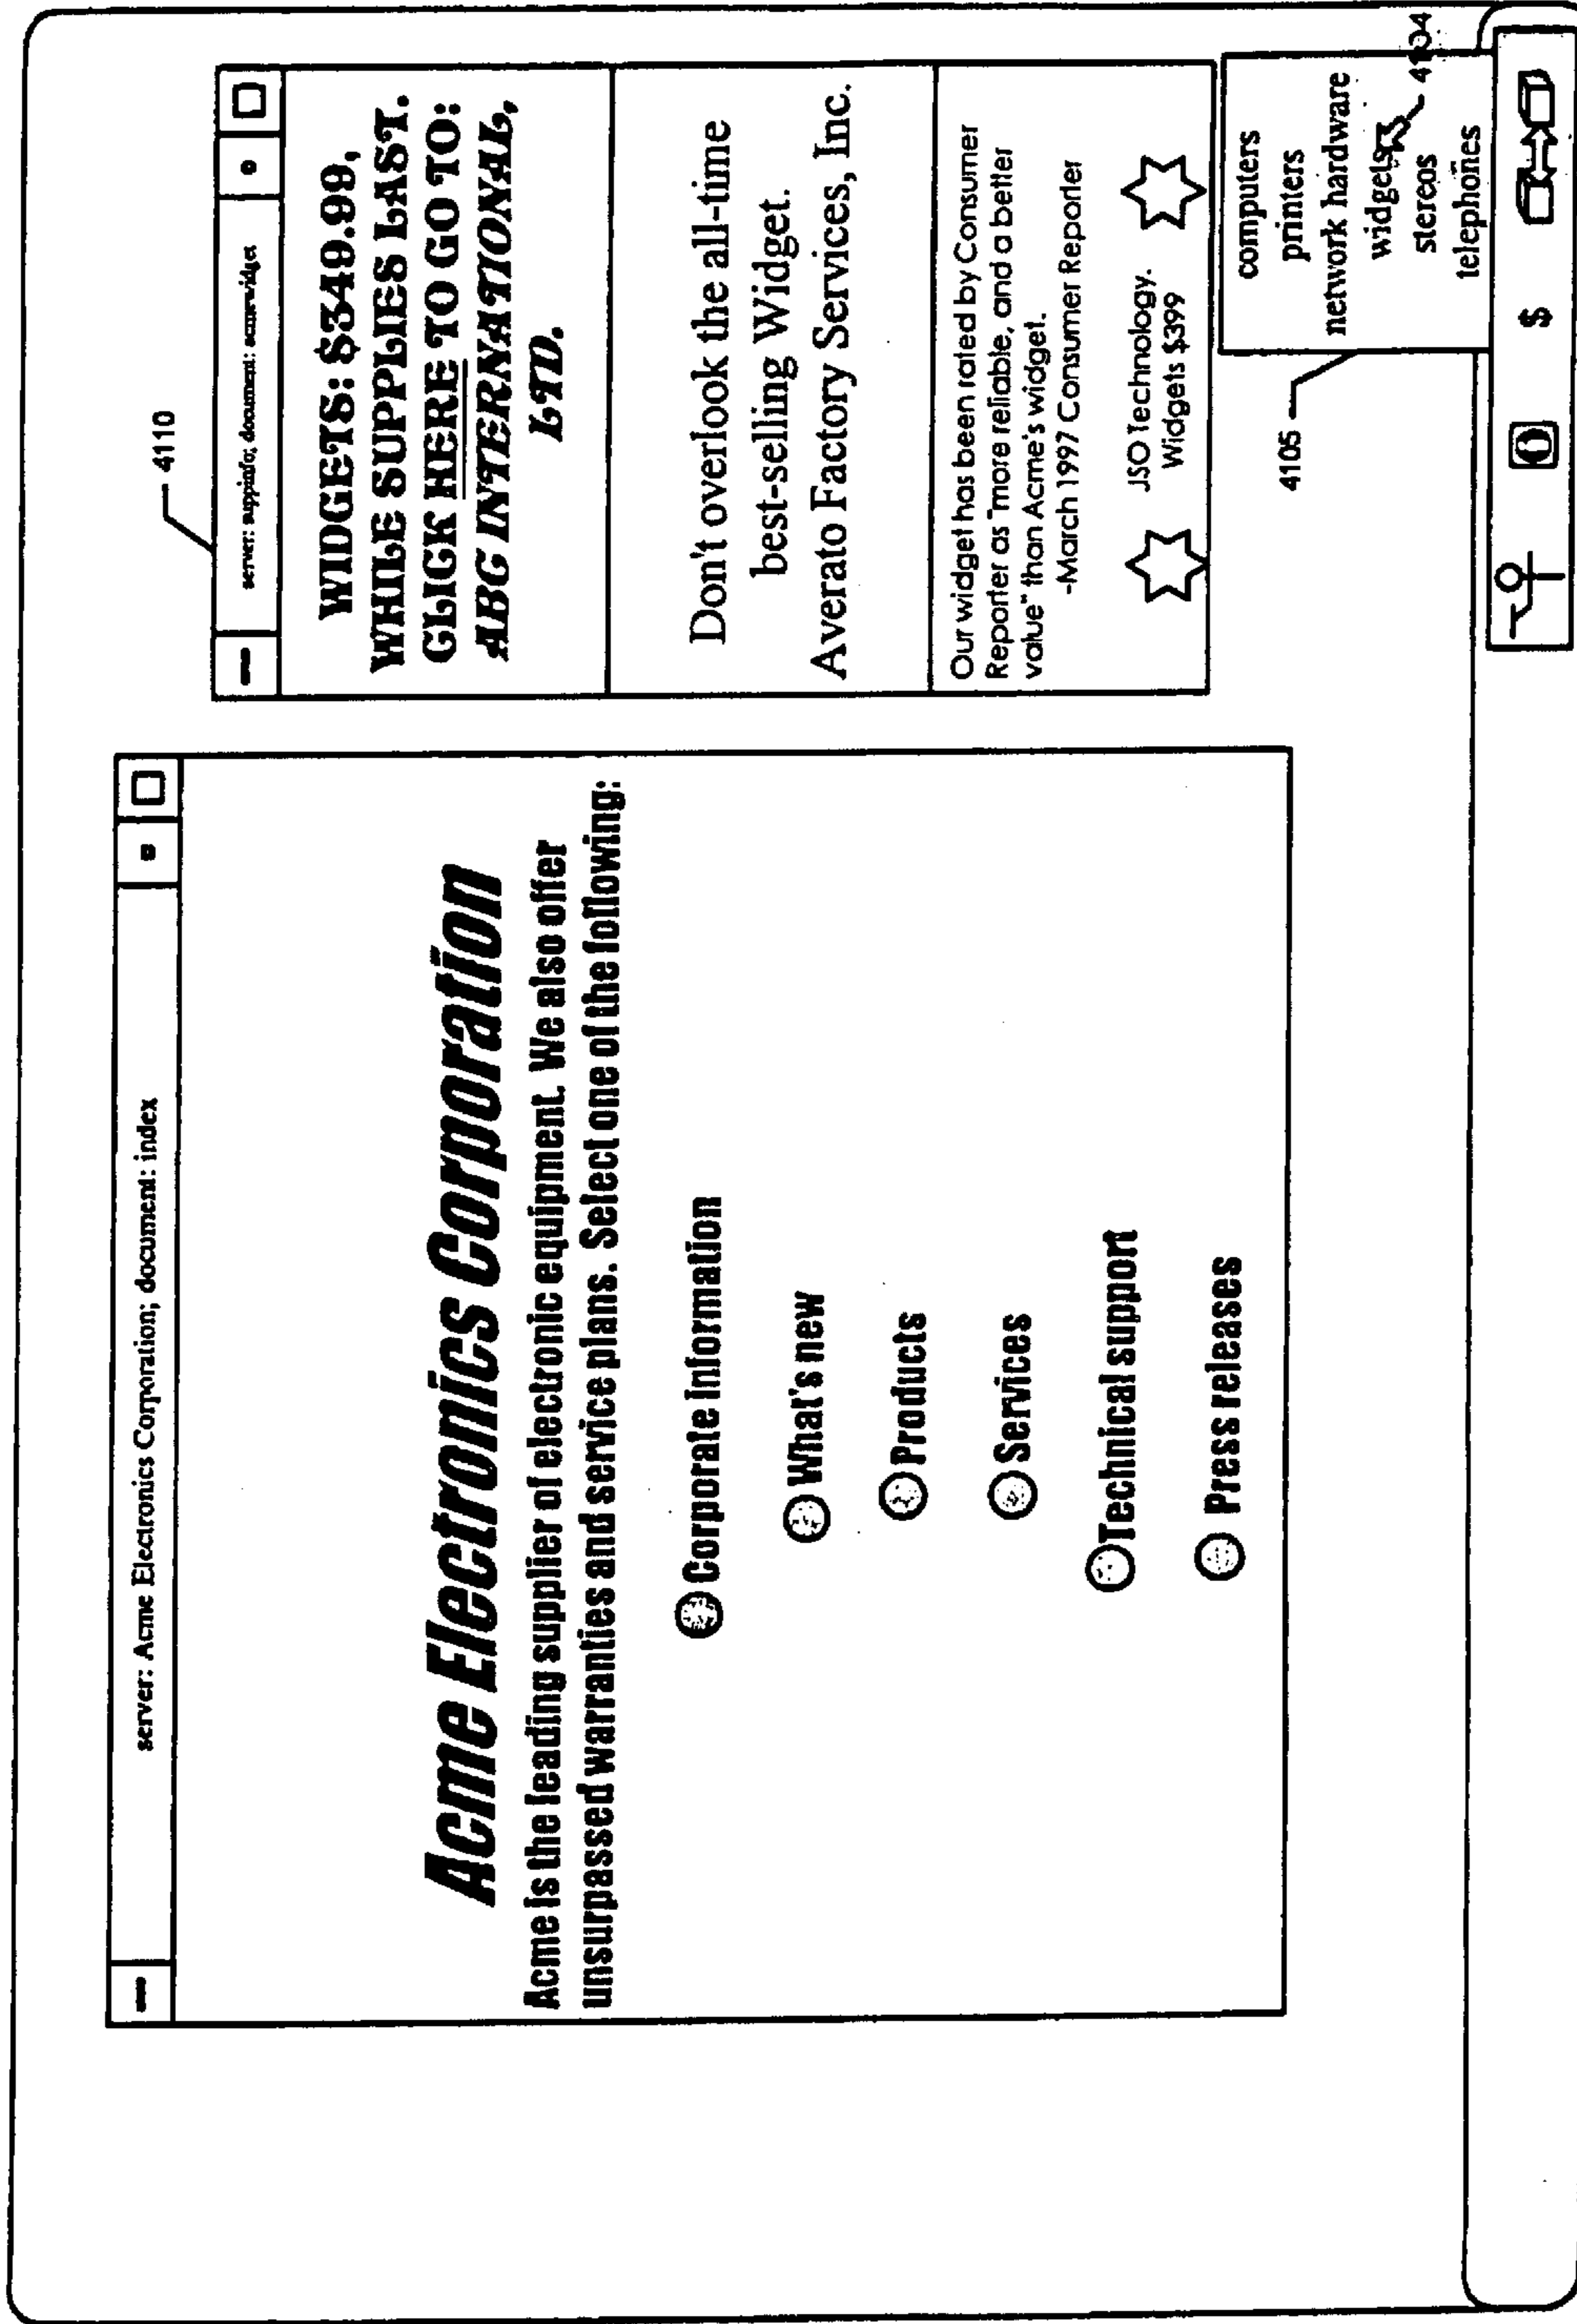 server: Acme Electronics Corporation; document: index
Acme Electronics Corporation
Acme is the leading supplier of electronic equipment. We also offer
unsurpassed warranties and service plans. Select one of the following:
Corporate Information
What's new
Products
Services
Technical support
Press releases
4110
server: suppinfo; document: acmewidget
WIDGETS: $349.99,
WHILE SUPPLIES LAST.
CLICK HERE TO GO TO:
ABC INTERNATIONAL,
LTD.
Don't overlook the all-time
best-selling Widget.
Averato Factory Services, Inc.
Our widget has been rated by Consumer
Reporter as "more reliable, and a better
value" than Acme's widget.
-March 1997 Consumer Reporter
JSO Technology.
Widgets $399
4105
computers
printers
network hardware
widgets
4104
stereos
telephones
$